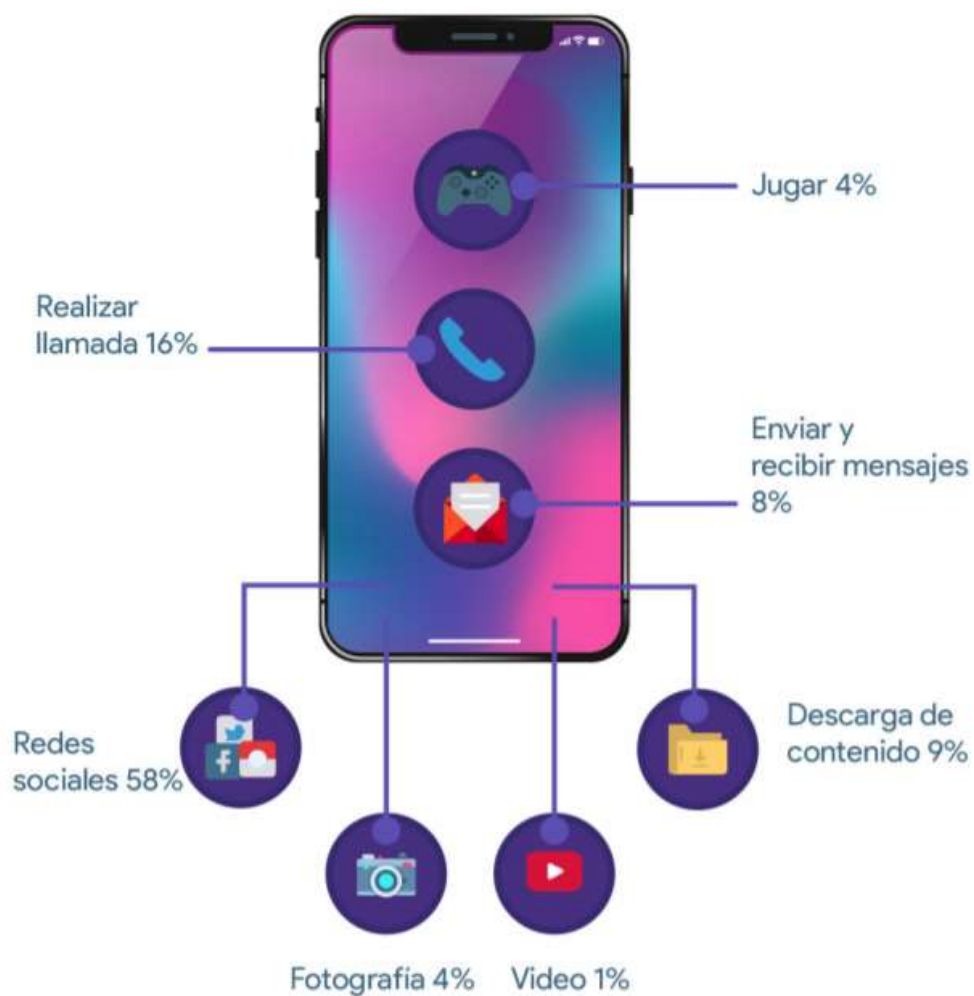 Jugar 4%
Realizar
llamada 16%
Enviar y
recibir mensajes
8%
Redes
sociales 58%
Descarga de
contenido 9%
Fotografía 4%
Video 1%